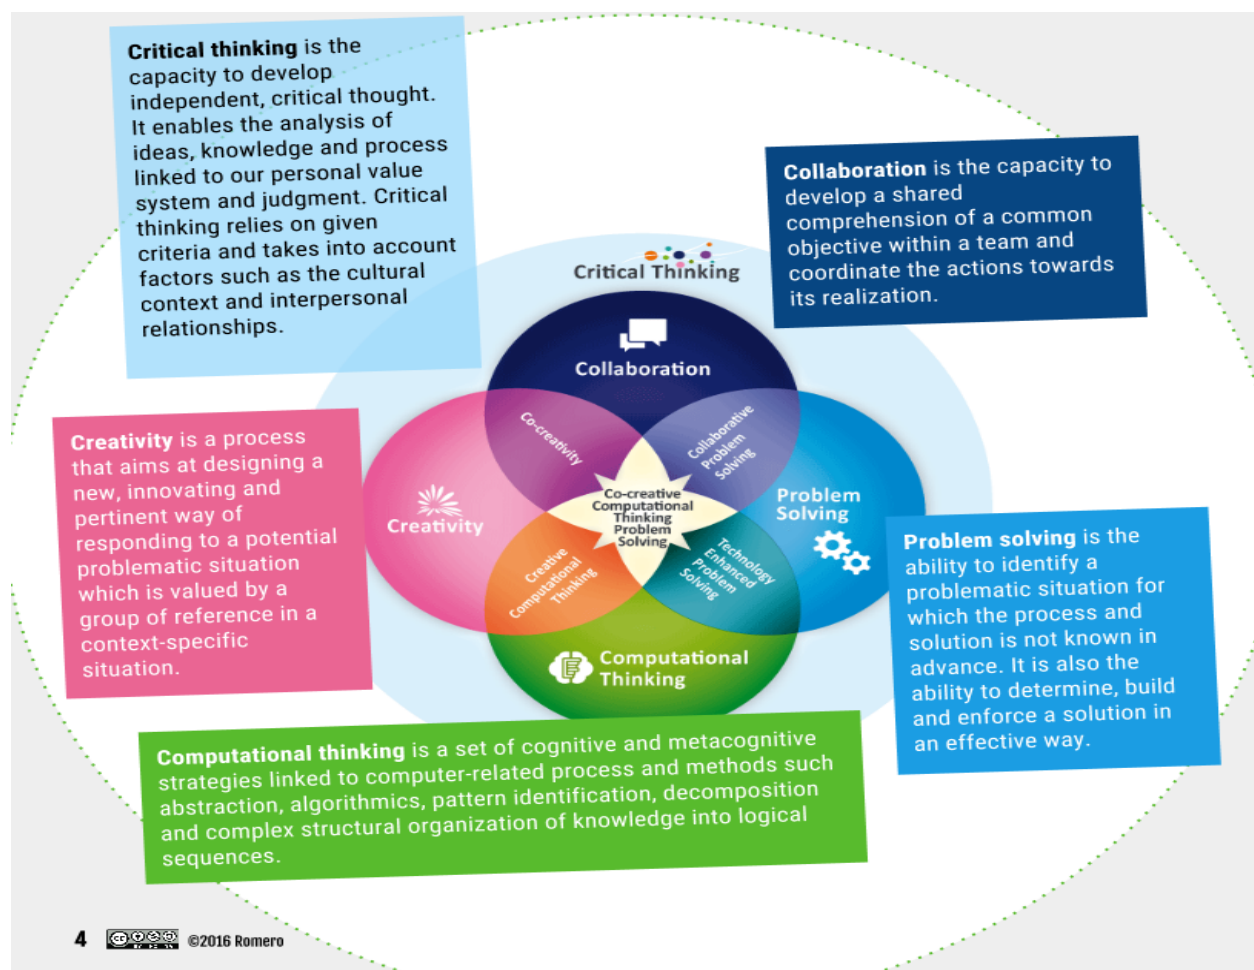 Critical thinking is the
capacity to develop
independent, critical thought.
It enables the analysis of
ideas, knowledge and process
linked to our personal value
system and judgment. Critical
thinking relies on given
criteria and takes into account
factors such as the cultural
context and interpersonal
relationships.
Collaboration is the capacity to
develop a shared
comprehension of a common
objective within a team and
coordinate the actions towards
its realization.
Critical Thinking
Collaboration
Co-creativity
Collaborative
Problem
Solving
Creativity is a process
that aims at designing a
new, innovating and
pertinent way of
responding to a potential
problematic situation
which is valued by a
group of reference in a
context-specific
situation.
Creativity
Co-creative
Computational
Thinking
Problem
Solving
Problem
Solving
Creative
Computational
Thinking
Technology
Enhanced
Problem
Solving
Computational
Thinking
Problem solving is the
ability to identify a
problematic situation for
which the process and
solution is not known in
advance. It is also the
ability to determine, build
and enforce a solution in
an effective way.
Computational thinking is a set of cognitive and metacognitive
strategies linked to computer-related process and methods such
abstraction, algorithmics, pattern identification, decomposition
and complex structural organization of knowledge into logical
sequences.
4 ©2016 Romero